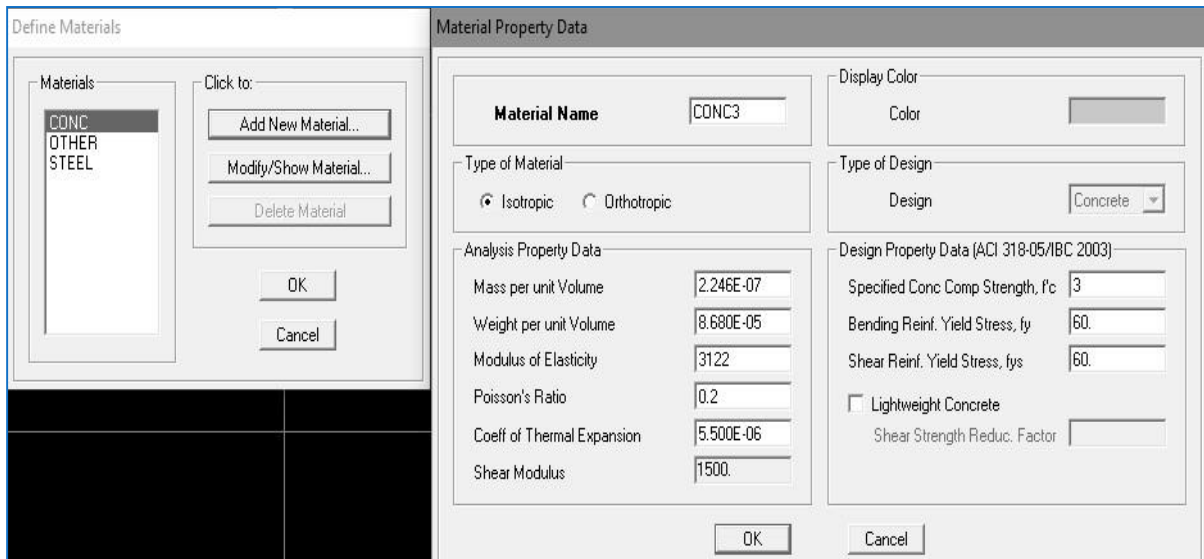 Define Materials
Materials
CONC
OTHER
STEEL
Click to:
Add New Material...
Modify/Show Material...
Delete Material
OK
Cancel
Material Property Data
Material Name CONC3
Display Color
Color
Type of Material
Isotropic Orthotropic
Type of Design
Design Concrete
Analysis Property Data
Mass per unit Volume 2.246E-07
Weight per unit Volume 8.680E-05
Modulus of Elasticity 3122
Poisson's Ratio 0.2
Coeff of Thermal Expansion 5.500E-06
Shear Modulus 1500.
Design Property Data (ACI 318-05/IBC 2003)
Specified Conc Comp Strength, f'c 3
Bending Reinf. Yield Stress, fy 60.
Shear Reinf. Yield Stress, fys 60.
Lightweight Concrete
Shear Strength Reduc. Factor
OK
Cancel